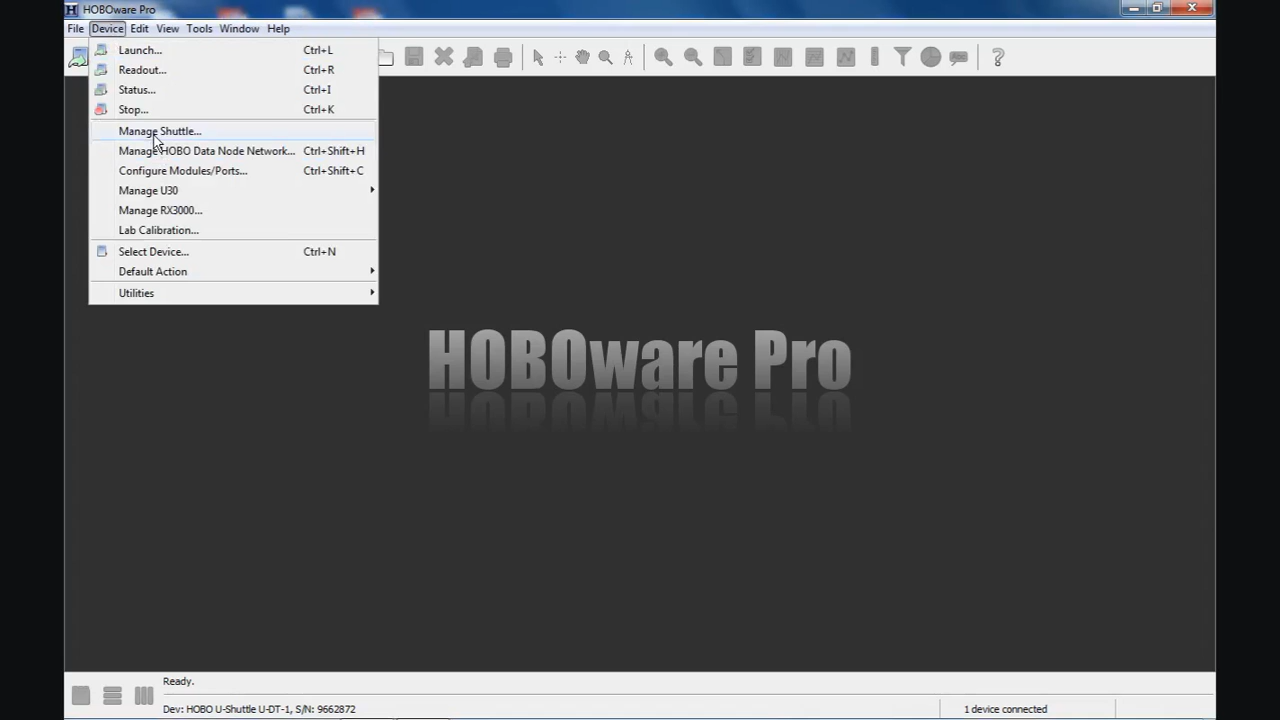 HOBOware Pro
File Device Edit View Tools Window Help
Launch... Ctrl+L
Readout... Ctrl+R
Status... Ctrl+I
Stop... Ctrl+K
Manage Shuttle...
Manage HOBO Data Node Network... Ctrl+Shift+H
Configure Modules/Ports... Ctrl+Shift+C
Manage U30
Manage RX3000...
Lab Calibration...
Select Device... Ctrl+N
Default Action
Utilities
HOBOware Pro
Ready.
Dev: HOBO U-Shuttle U-DT-1, S/N: 9662872 1 device connected